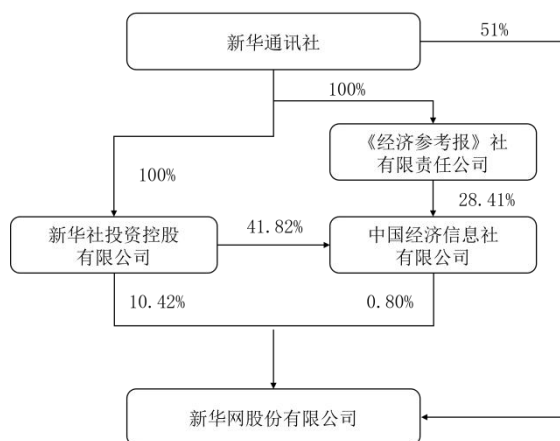 新华通讯社
51%
100%
《经济参考报》社
有限责任公司
100%
28.41%
新华社投资控股
有限公司
41.82%
中国经济信息社
有限公司
10.42%
0.80%
新华网股份有限公司